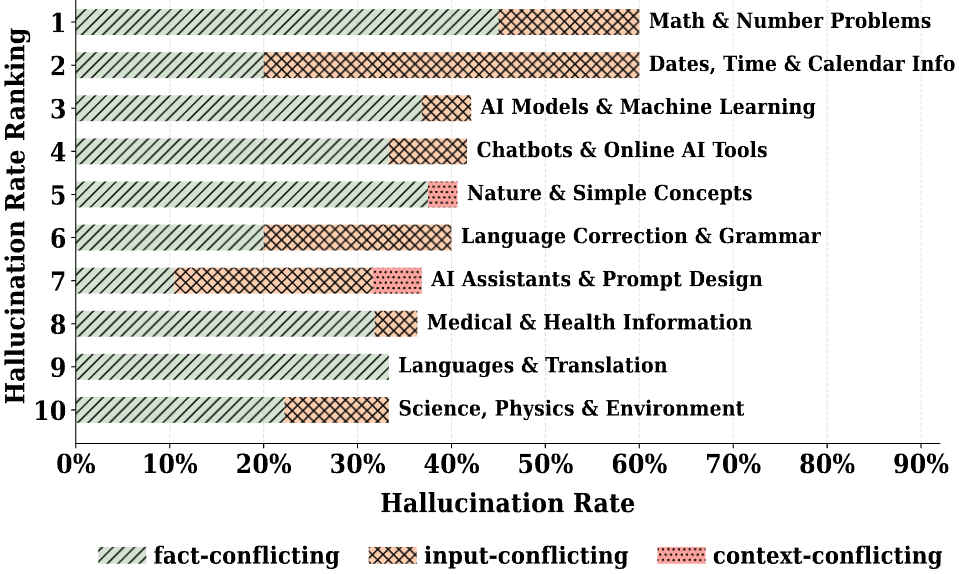 Hallucination Rate Ranking
1 Math & Number Problems
2 Dates, Time & Calendar Info
3 AI Models & Machine Learning
4 Chatbots & Online AI Tools
5 Nature & Simple Concepts
6 Language Correction & Grammar
7 AI Assistants & Prompt Design
8 Medical & Health Information
9 Languages & Translation
10 Science, Physics & Environment
0% 10% 20% 30% 40% 50% 60% 70% 80% 90%
Hallucination Rate
fact-conflicting input-conflicting context-conflicting